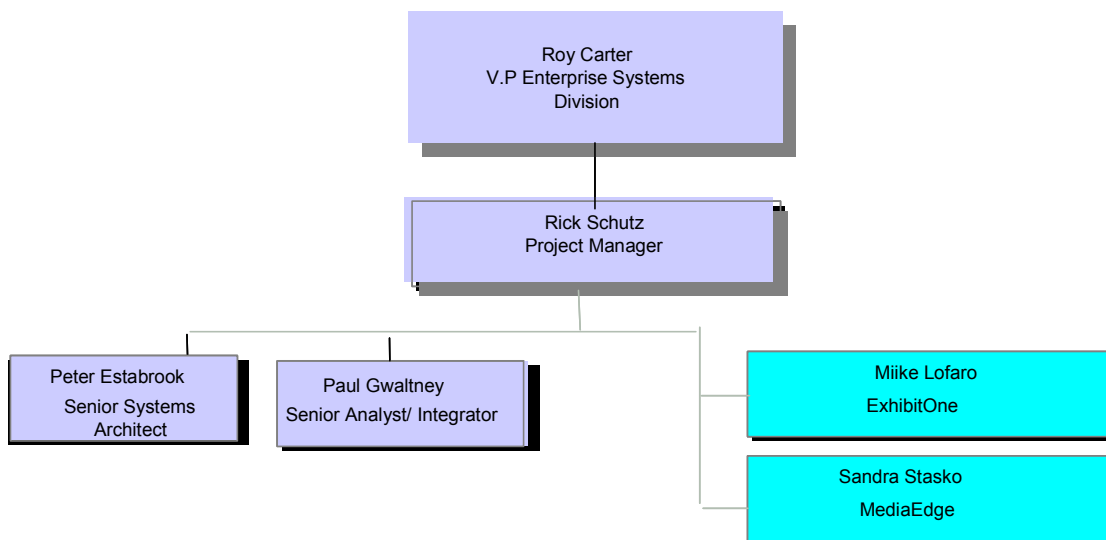 Roy Carter
V.P Enterprise Systems
Division
Rick Schutz
Project Manager
Peter Estabrook
Senior Systems
Architect
Paul Gwaltney
Senior Analyst/ Integrator
Miike Lofaro
ExhibitOne
Sandra Stasko
MediaEdge